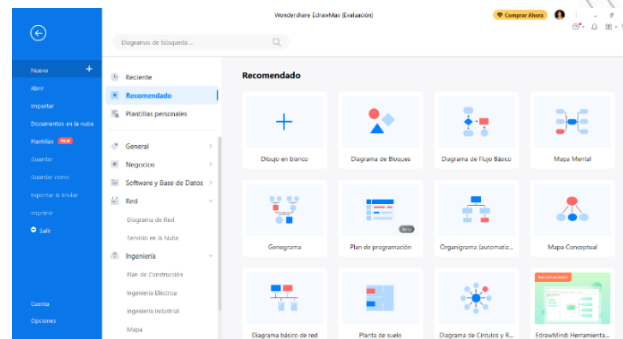 Wondershare EdrawMax (Evaluación)
Comprar Ahora
Diagramas de búsqueda ...
Nuevo
Abrir
Importar
Documentos en la nube
Plantillas
Guardar
Guardar como
Exportar & Enviar
Imprimir
Salir
Cuenta
Opciones
Reciente
Recomendado
Plantillas personales
General
Negocios
Software y Base de Datos
Red
Diagrama de Red
Servicio en la Nube
Ingeniería
Plan de Construcción
Ingeniería Eléctrica
Ingeniería Industrial
Mapa
Recomendado
Dibujo en blanco
Diagrama de Bloques
Diagrama de Flujo Básico
Mapa Mental
Genograma
Plan de programación
Organigrama (automatiz...
Mapa Conceptual
Recomendado
Diagrama básico de red
Planta de suelo
Diagrama de Círculos y R...
EdrawMind: Herramienta...